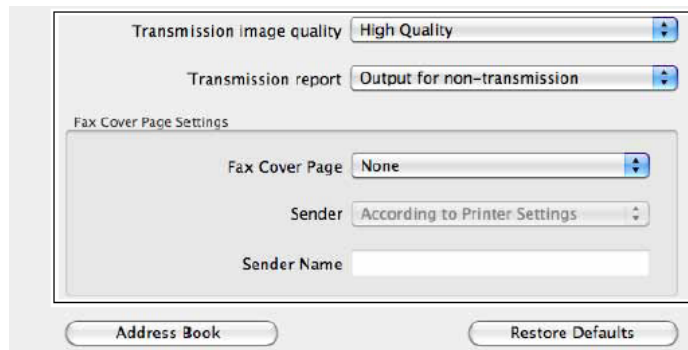 Transmission image quality High Quality
Transmission report Output for non-transmission
Fax Cover Page Settings
Fax Cover Page None
Sender According to Printer Settings
Sender Name
Address Book Restore Defaults